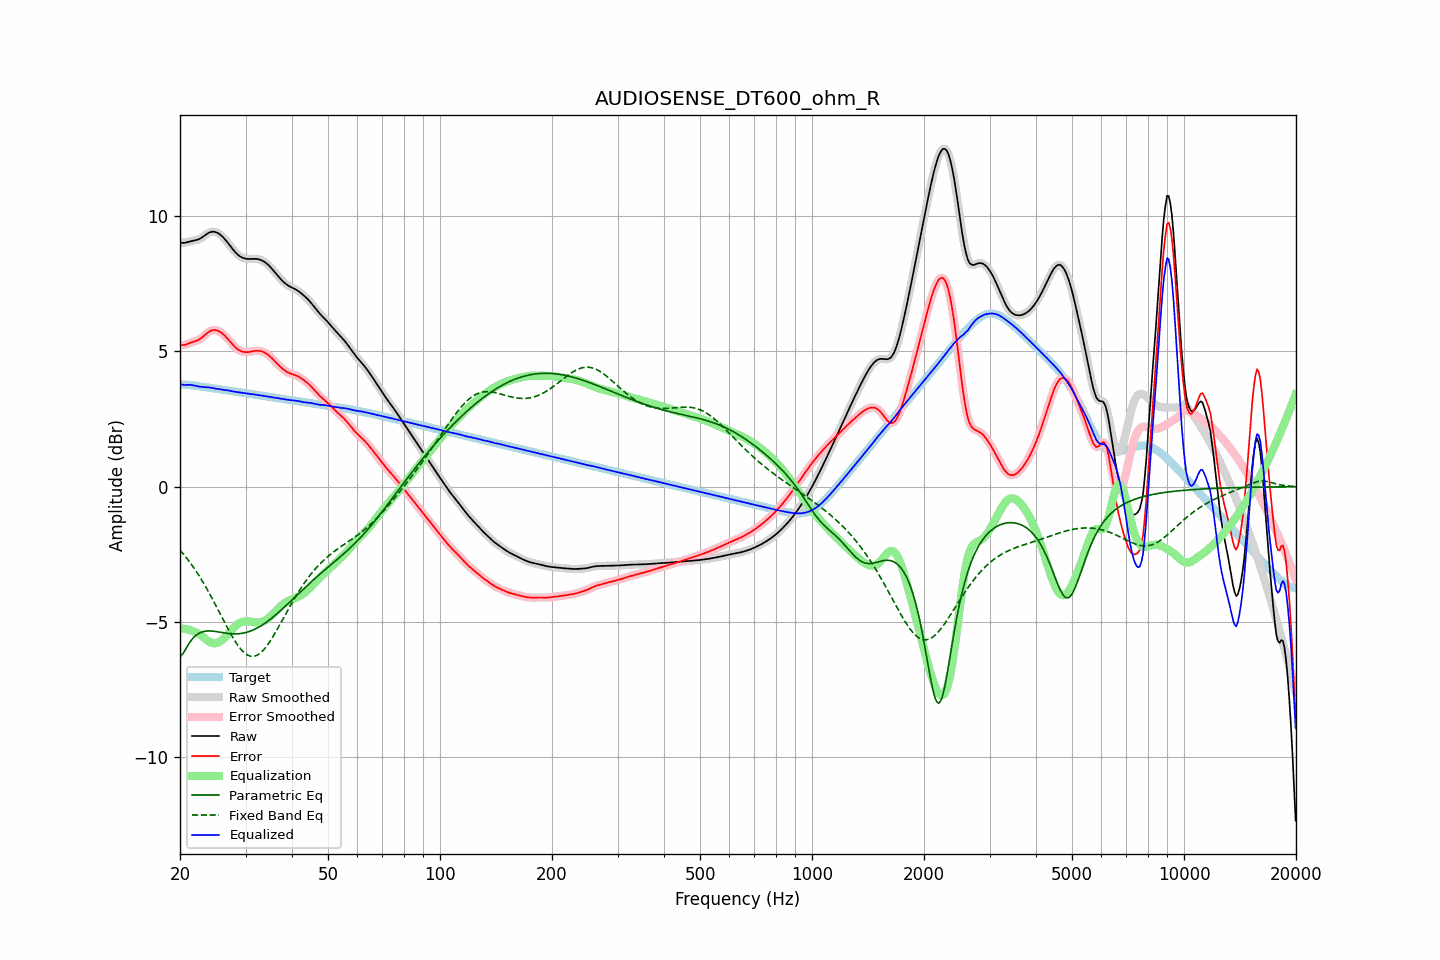 AUDIOSENSE_DT600_ohm_R
Amplitude (dBr)
10
5
0
−5
−10
Target
Raw Smoothed
Error Smoothed
Raw
Error
Equalization
Parametric Eq
Fixed Band Eq
Equalized
20 50 100 200 500 1000 2000 5000 10000 20000
Frequency (Hz)